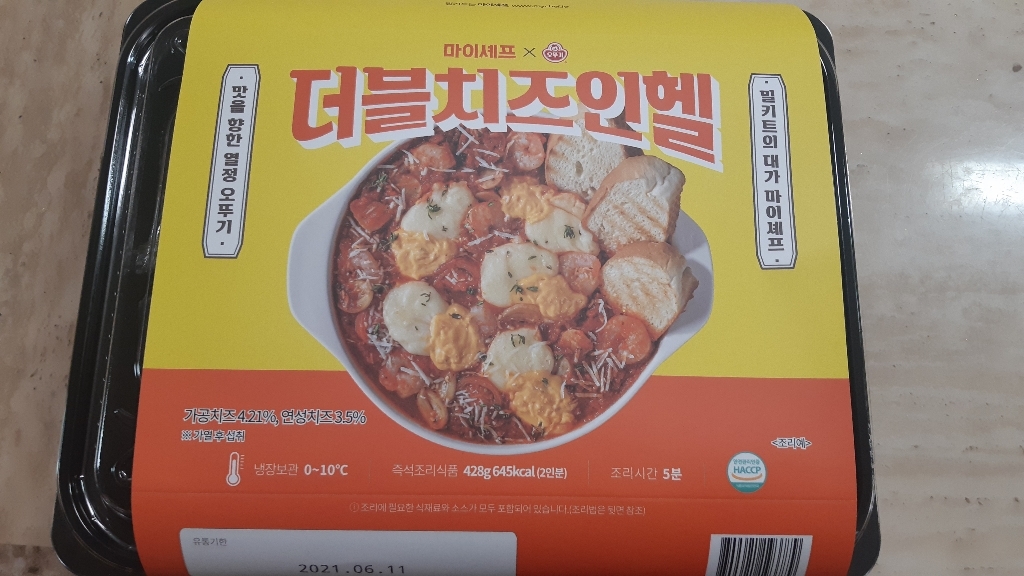 마이셰프 × 오뚜기
더블치즈인헬
· 맛을 향한 열정 오뚜기 ·
· 밀키트의 대가 마이셰프 ·
가공치즈 4.21%, 연성치즈 3.5%
※ 가열 후 섭취
<조리예>
냉장보관 0~10℃
즉석조리식품 428g 645kcal (2인분)
조리시간 5분
HACCP
ⓘ 조리에 필요한 식재료와 소스가 모두 포함되어 있습니다.(조리법은 뒷면 참조)
유통기한
2021.06.11